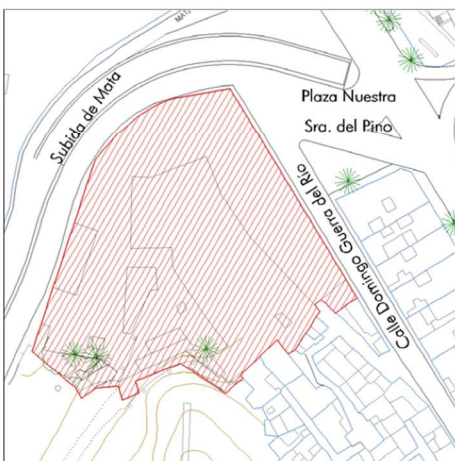 Subida de Mata
Plaza Nuestra
Sra. del Pino
Calle Domingo Guerra del Río